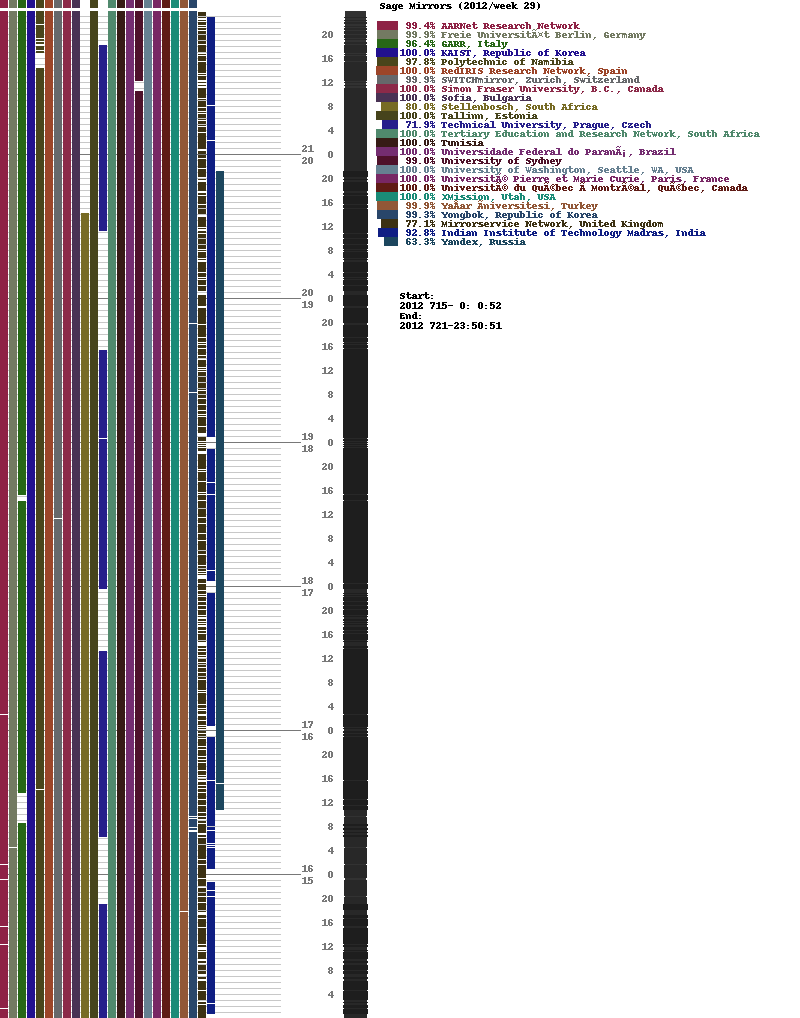 Sage Mirrors (2012/week 29)
99.4% AARNet Research Network
99.9% Freie UniversitÃ¤t Berlin, Germany
96.4% GARR, Italy
100.0% KAIST, Republic of Korea
97.8% Polytechnic of Namibia
100.0% RedIRIS Research Network, Spain
99.9% SWITCHmirror, Zurich, Switzerland
100.0% Simon Fraser University, B.C., Canada
100.0% Sofia, Bulgaria
80.0% Stellenbosch, South Africa
100.0% Tallinn, Estonia
71.9% Technical University, Prague, Czech
100.0% Tertiary Education and Research Network, South Africa
100.0% Tunisia
100.0% Universidade Federal do ParanÃ¡, Brazil
99.0% University of Sydney
100.0% University of Washington, Seattle, WA, USA
100.0% UniversitÃ© Pierre et Marie Curie, Paris, France
100.0% UniversitÃ© du QuÃ©bec A MontrÃ©al, QuÃ©bec, Canada
100.0% XMission, Utah, USA
99.9% YaÅar Aniversitesi, Turkey
99.3% Yongbok, Republic of Korea
77.1% Mirrorservice Network, United Kingdom
92.8% Indian Institute of Technology Madras, India
63.3% Yandex, Russia
Start:
2012 715- 0: 0:52
End:
2012 721-23:50:51
20
16
12
8
4
21
0
20
20
16
12
8
4
20
0
19
20
16
12
8
4
19
0
18
20
16
12
8
4
18
0
17
20
16
12
8
4
17
0
16
20
16
12
8
4
16
0
15
20
16
12
8
4